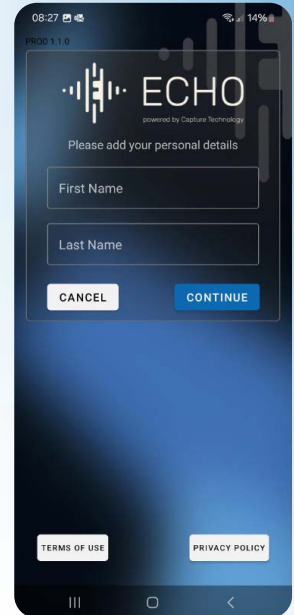 08:27 14%
PROD 1.1.0
ECHO
powered by Capture Technology
Please add your personal details
First Name
Last Name
CANCEL CONTINUE
TERMS OF USE PRIVACY POLICY